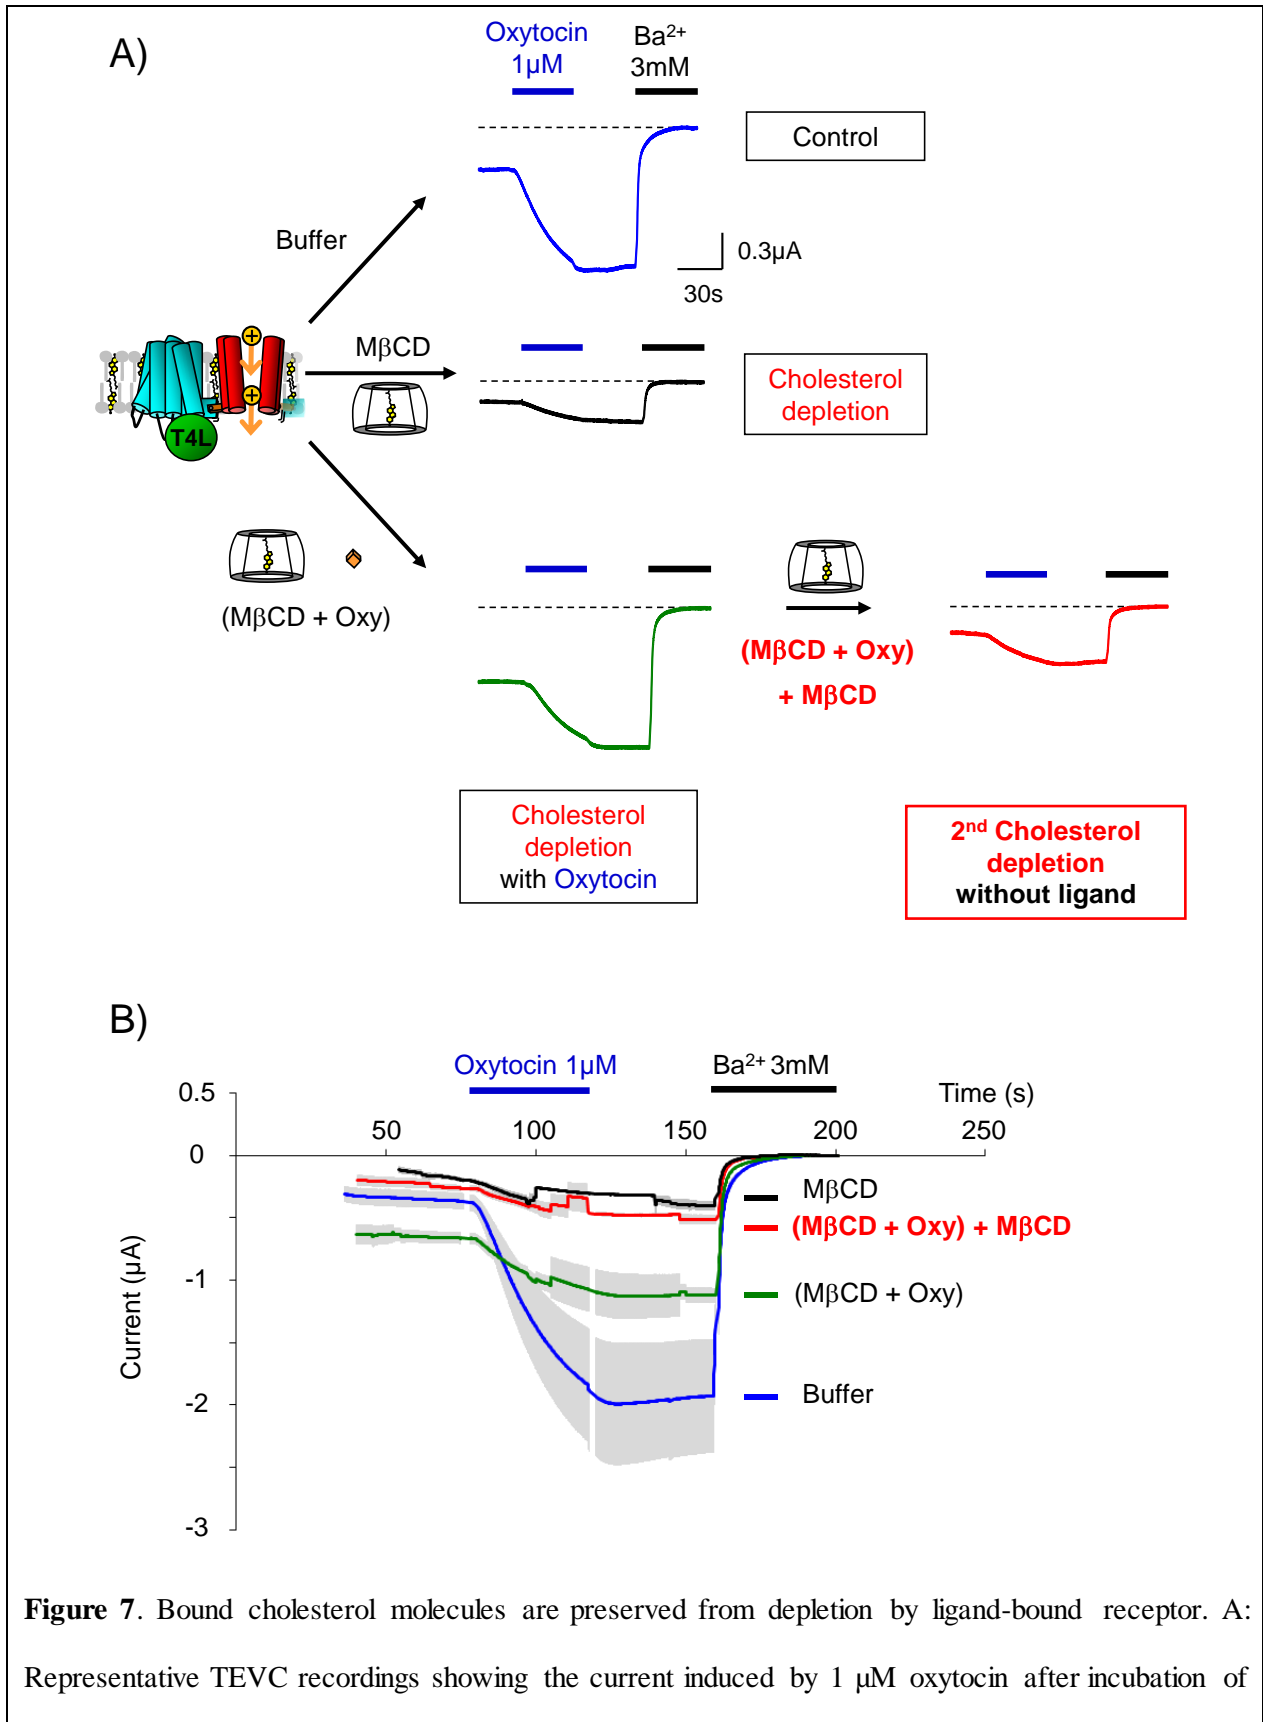 A)
Oxytocin
1μM
Ba²⁺
3mM
Control
Buffer
0.3μA
30s
MβCD
Cholesterol
depletion
T4L
+
+
(MβCD + Oxy)
(MβCD + Oxy)
+ MβCD
Cholesterol
depletion
with Oxytocin
2nd Cholesterol
depletion
without ligand
B)
Oxytocin 1μM
Ba²⁺ 3mM
Time (s)
0.5
50
100
150
200
250
0
MβCD
(MβCD + Oxy) + MβCD
-1
(MβCD + Oxy)
Current (μA)
-2
Buffer
-3
Figure 7. Bound cholesterol molecules are preserved from depletion by ligand-bound receptor. A:
Representative TEVC recordings showing the current induced by 1 μM oxytocin after incubation of